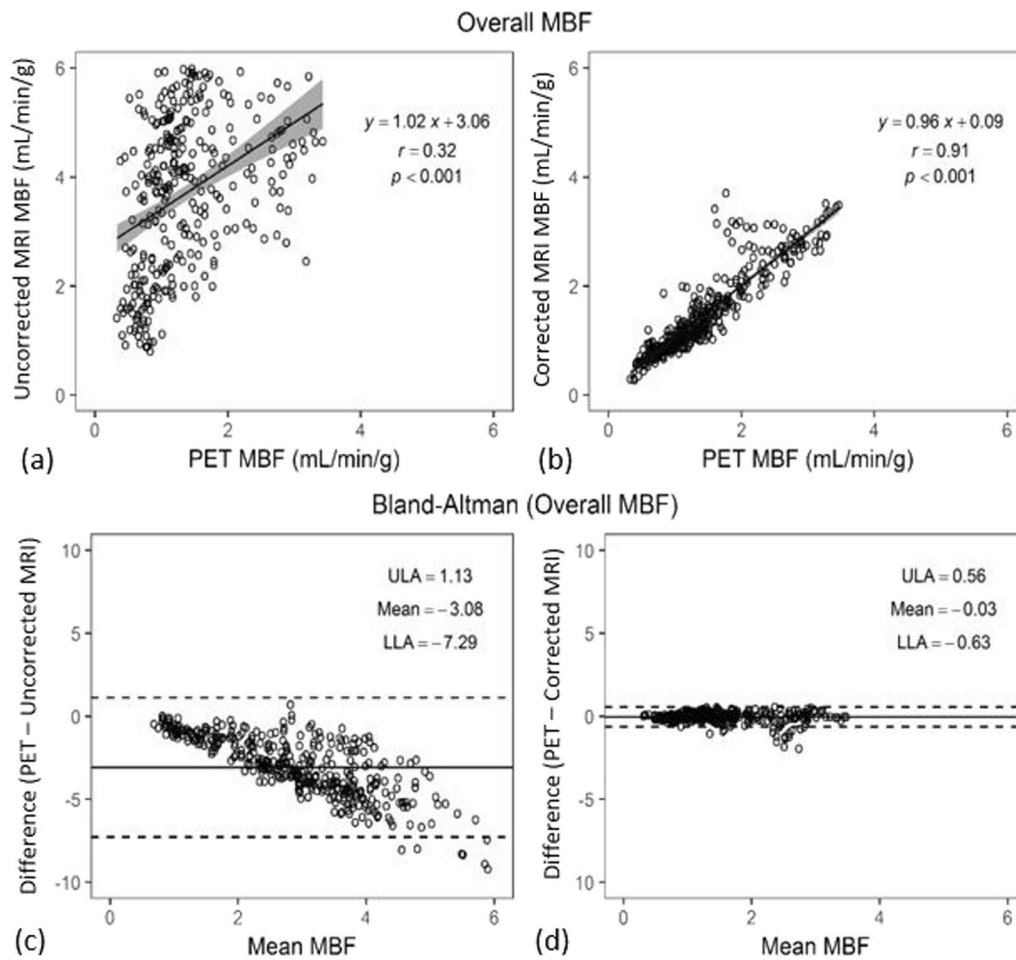 Overall MBF
(a)
Uncorrected MRI MBF (mL/min/g)
6
4
2
0
y = 1.02 x + 3.06
r = 0.32
p < 0.001
0 2 4 6
PET MBF (mL/min/g)
(b)
Corrected MRI MBF (mL/min/g)
6
4
2
0
y = 0.96 x + 0.09
r = 0.91
p < 0.001
0 2 4 6
PET MBF (mL/min/g)
Bland-Altman (Overall MBF)
(c)
Difference (PET – Uncorrected MRI)
10
5
0
-5
-10
ULA = 1.13
Mean = −3.08
LLA = −7.29
0 2 4 6
Mean MBF
(d)
Difference (PET – Corrected MRI)
10
5
0
-5
10
ULA = 0.56
Mean = −0.03
LLA = −0.63
0 2 4 6
Mean MBF